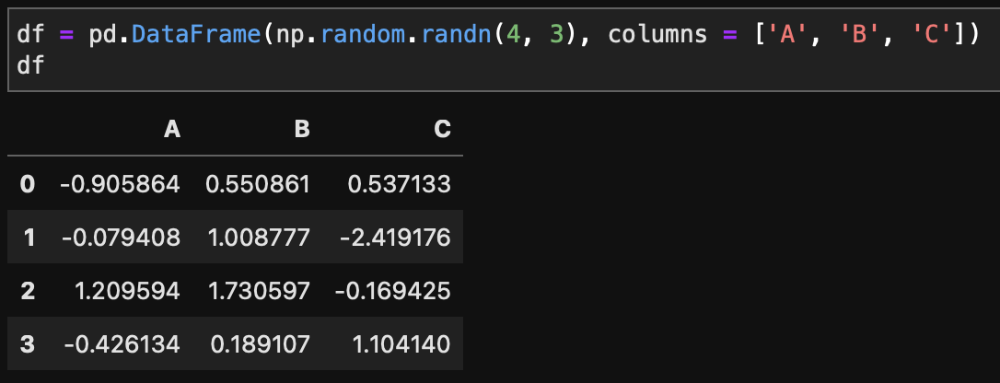 df = pd.DataFrame(np.random.randn(4, 3), columns = ['A', 'B', 'C'])
df
A B C
0 -0.905864 0.550861 0.537133
1 -0.079408 1.008777 -2.419176
2 1.209594 1.730597 -0.169425
3 -0.426134 0.189107 1.104140